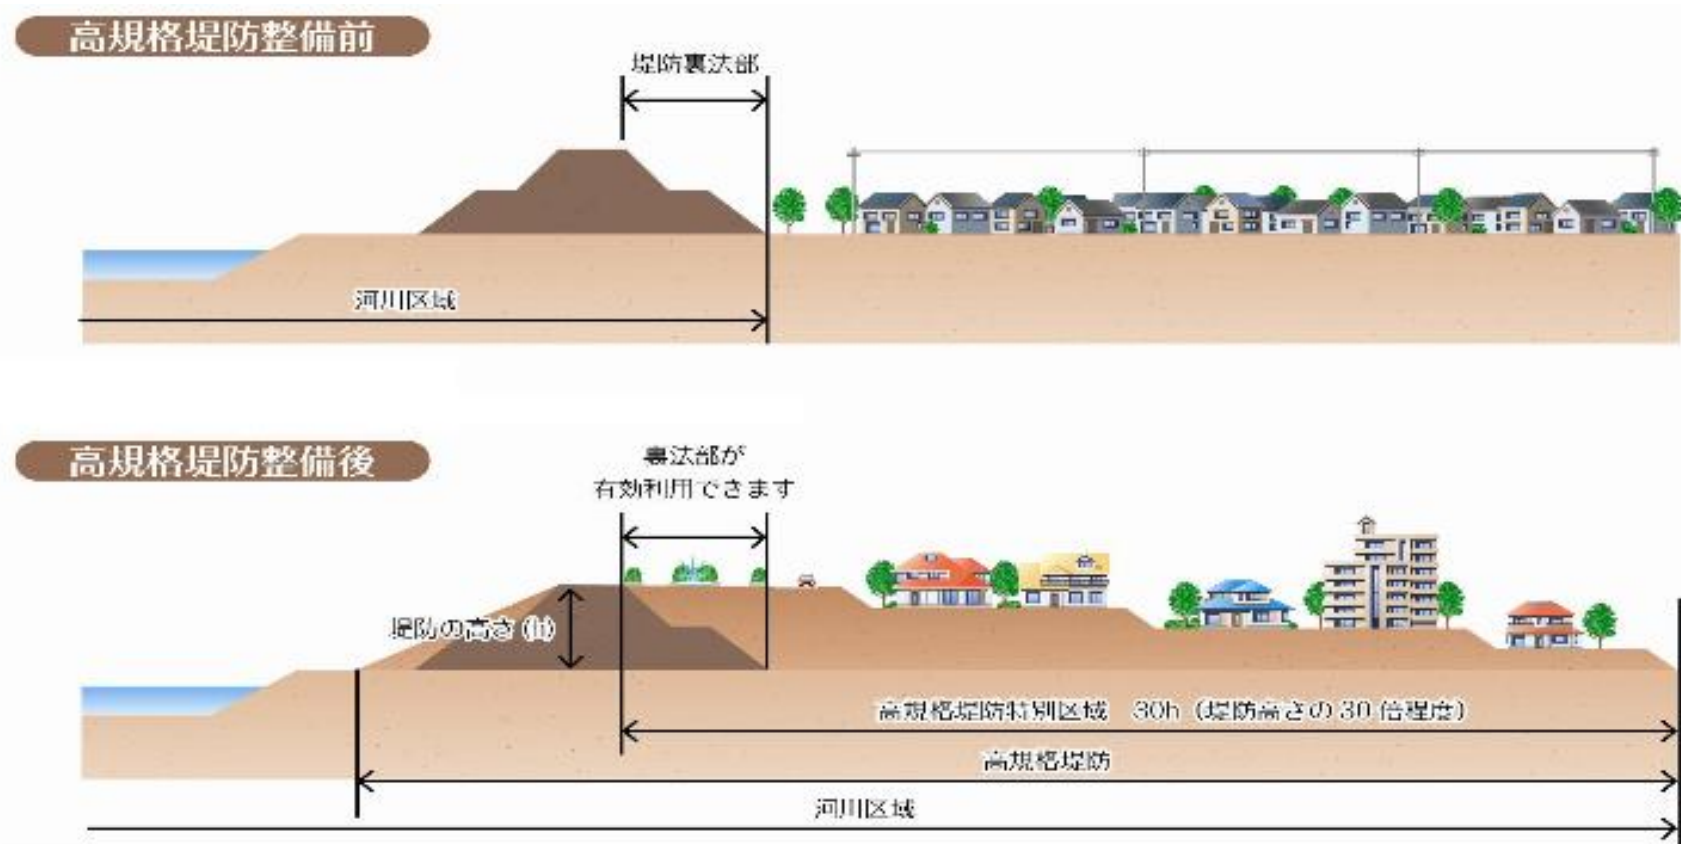 高規格堤防整備前
堤防裏法部
河川区域
高規格堤防整備後
裏法部が
有効利用できます
堤防の高さ(h)
高規格堤防特別区域 30h(堤防高さの30倍程度)
高規格堤防
河川区域